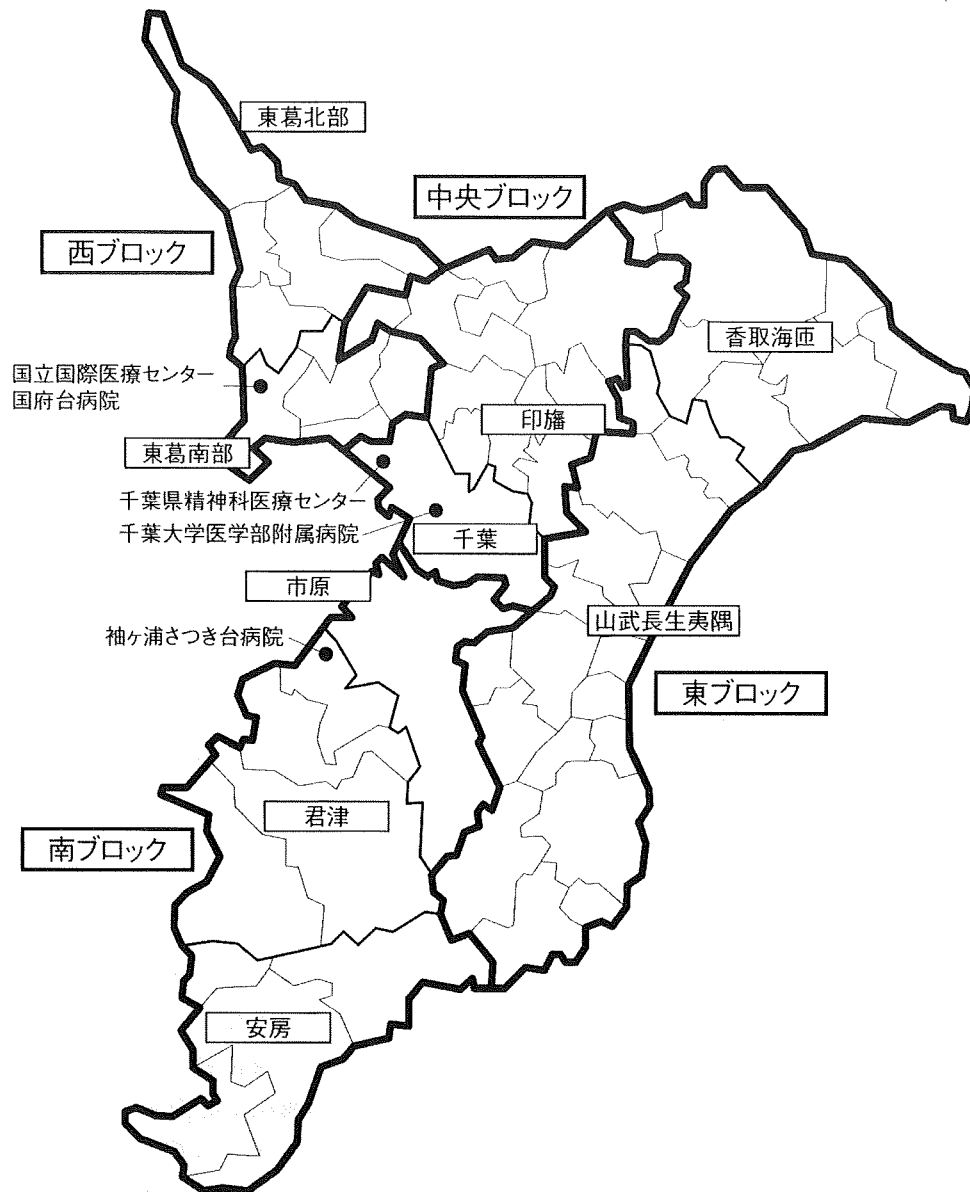 東葛北部
中央ブロック
西ブロック
香取海匝
国立国際医療センター
国府台病院
印旛
東葛南部
千葉県精神科医療センター
千葉大学医学部附属病院
千葉
市原
山武長生夷隅
袖ヶ浦さつき台病院
東ブロック
君津
南ブロック
安房